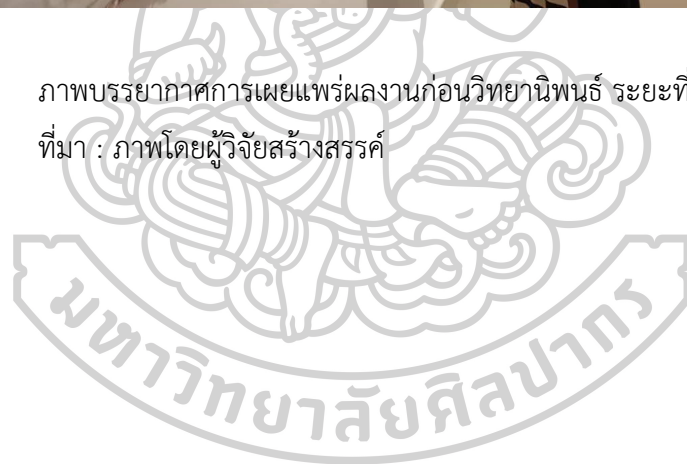 ภาพบรรยากาศการเผยแพร่ผลงานก่อนวิทยานิพนธ์ ระยะที่
ที่มา : ภาพโดยผู้วิจัยสร้างสรรค์
มหาวิทยาลัยศิลปากร